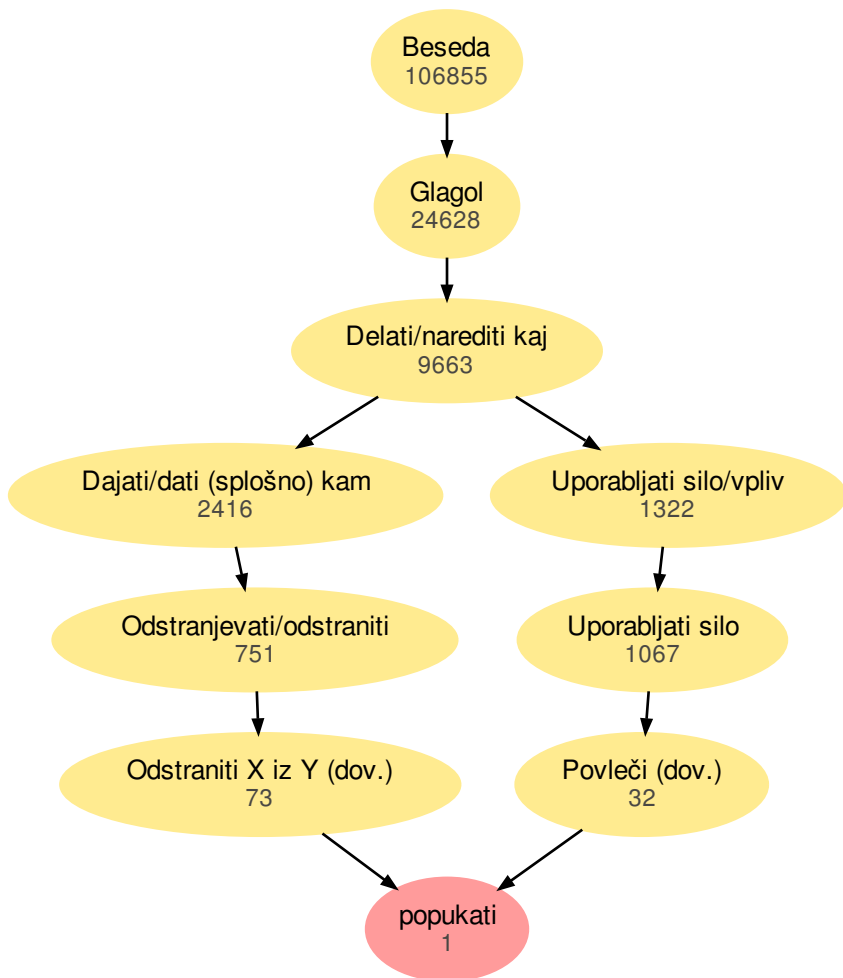 Beseda
106855
Glagol
24628
Delati/narediti kaj
9663
Dajati/dati (splošno) kam
2416
Uporabljati silo/vpliv
1322
Odstranjevati/odstraniti
751
Uporabljati silo
1067
Odstraniti X iz Y (dov.)
73
Povleči (dov.)
32
popukati
1